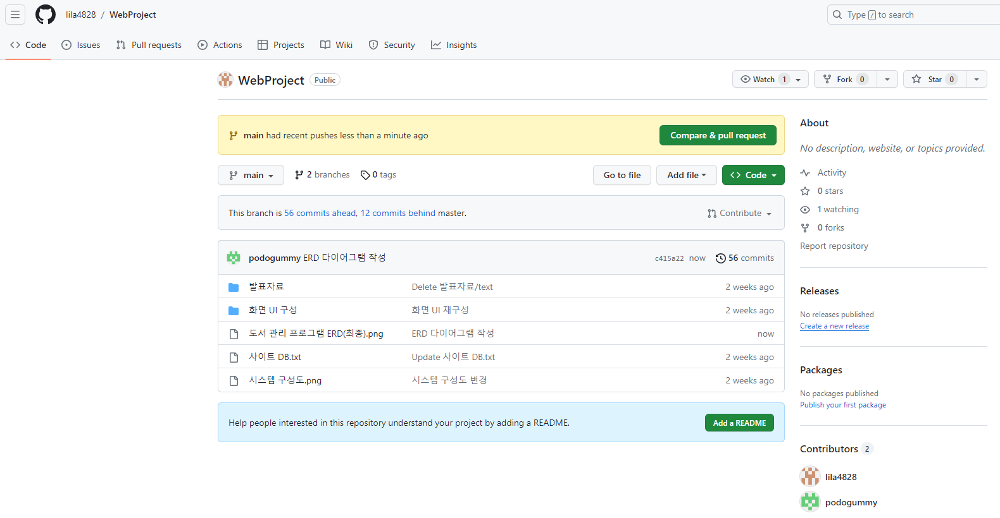 lila4828 / WebProject
Type / to search
Code Issues Pull requests Actions Projects Wiki Security Insights
WebProject Public
Watch 1 Fork 0 Star 0
main had recent pushes less than a minute ago
Compare & pull request
main 2 branches 0 tags
Go to file Add file Code
This branch is 56 commits ahead, 12 commits behind master.
Contribute
podogummy ERD 다이어그램 작성 c415a22 now 56 commits
발표자료 Delete 발표자료/text 2 weeks ago
화면 UI 구성 화면 UI 재구성 2 weeks ago
도서 관리 프로그램 ERD(최종).png ERD 다이어그램 작성 now
사이트 DB.txt Update 사이트 DB.txt 2 weeks ago
시스템 구성도.png 시스템 구성도 변경 2 weeks ago
Help people interested in this repository understand your project by adding a README.
Add a README
About
No description, website, or topics provided.
Activity
0 stars
1 watching
0 forks
Report repository
Releases
No releases published
Create a new release
Packages
No packages published
Publish your first package
Contributors 2
lila4828
podogummy